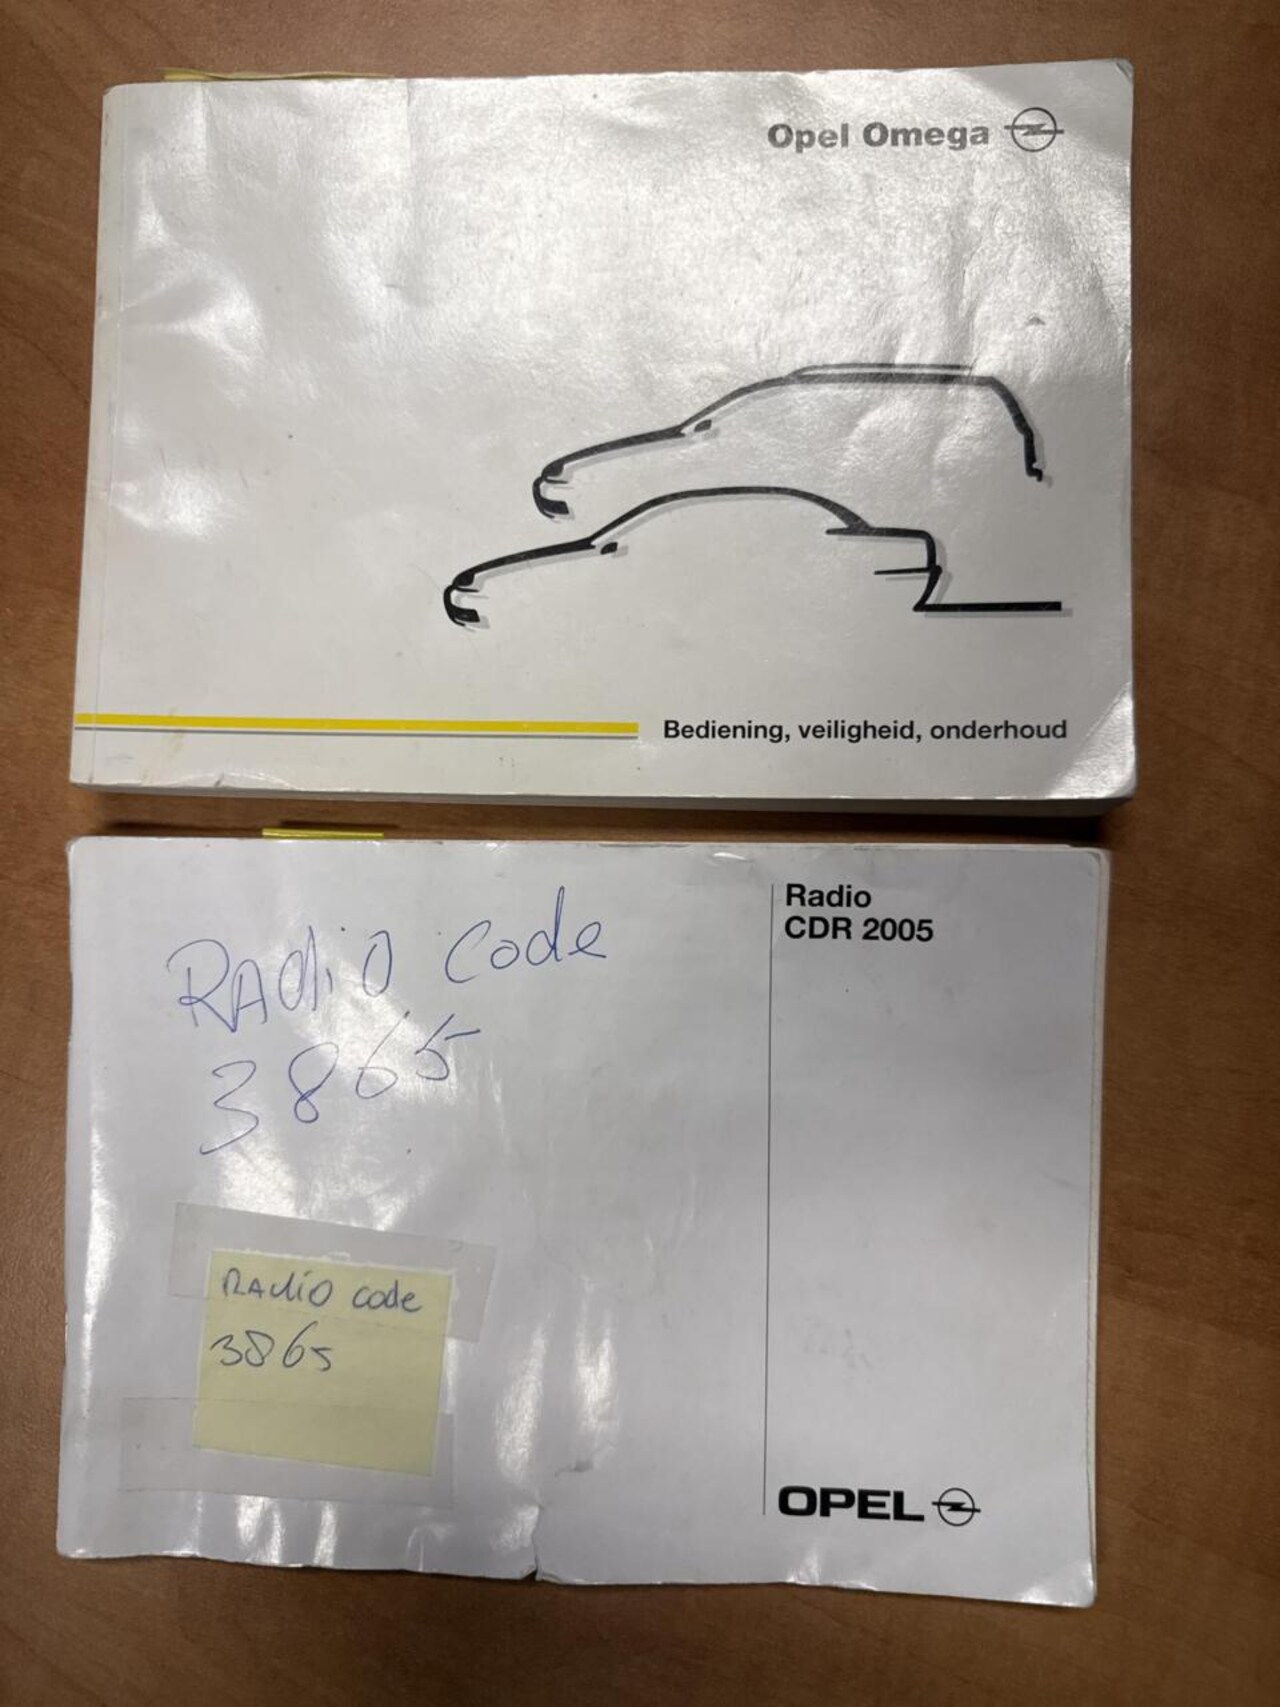 Opel Omega
Bediening, veiligheid, onderhoud
Radio
CDR 2005
RAdiO code
3865
RAdiO code
3865
OPEL